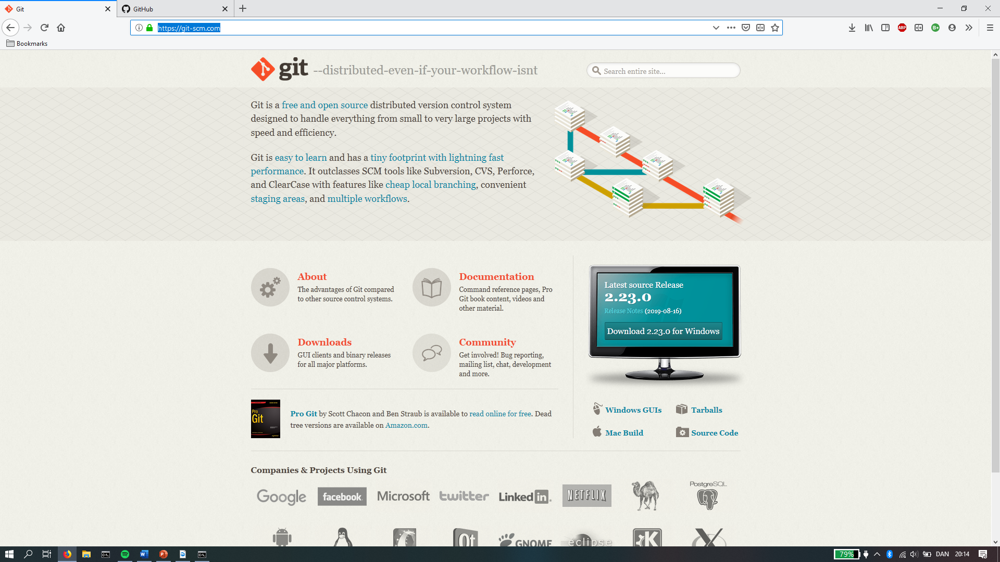 Git
GitHub
https://git-scm.com
ABP
B+
Bookmarks
git --distributed-even-if-your-workflow-isnt
Search entire site...
Git is a free and open source distributed version control system
designed to handle everything from small to very large projects with
speed and efficiency.
Git is easy to learn and has a tiny footprint with lightning fast
performance. It outclasses SCM tools like Subversion, CVS, Perforce,
and ClearCase with features like cheap local branching, convenient
staging areas, and multiple workflows.
About
The advantages of Git compared
to other source control systems.
Documentation
Command reference pages, Pro
Git book content, videos and
other material.
Downloads
GUI clients and binary releases
for all major platforms.
Community
Get involved! Bug reporting,
mailing list, chat, development
and more.
Latest source Release
2.23.0
Release Notes (2019-08-16)
Download 2.23.0 for Windows
Windows GUIs
Tarballs
Mac Build
Source Code
Pro
Git
Pro Git by Scott Chacon and Ben Straub is available to read online for free. Dead
tree versions are available on Amazon.com.
Companies & Projects Using Git
Google
facebook
Microsoft
twitter
Linked in
NETFLIX
PostgreSQL
Qt
GNOME
eclipse
K
X
79%
DAN
20:14